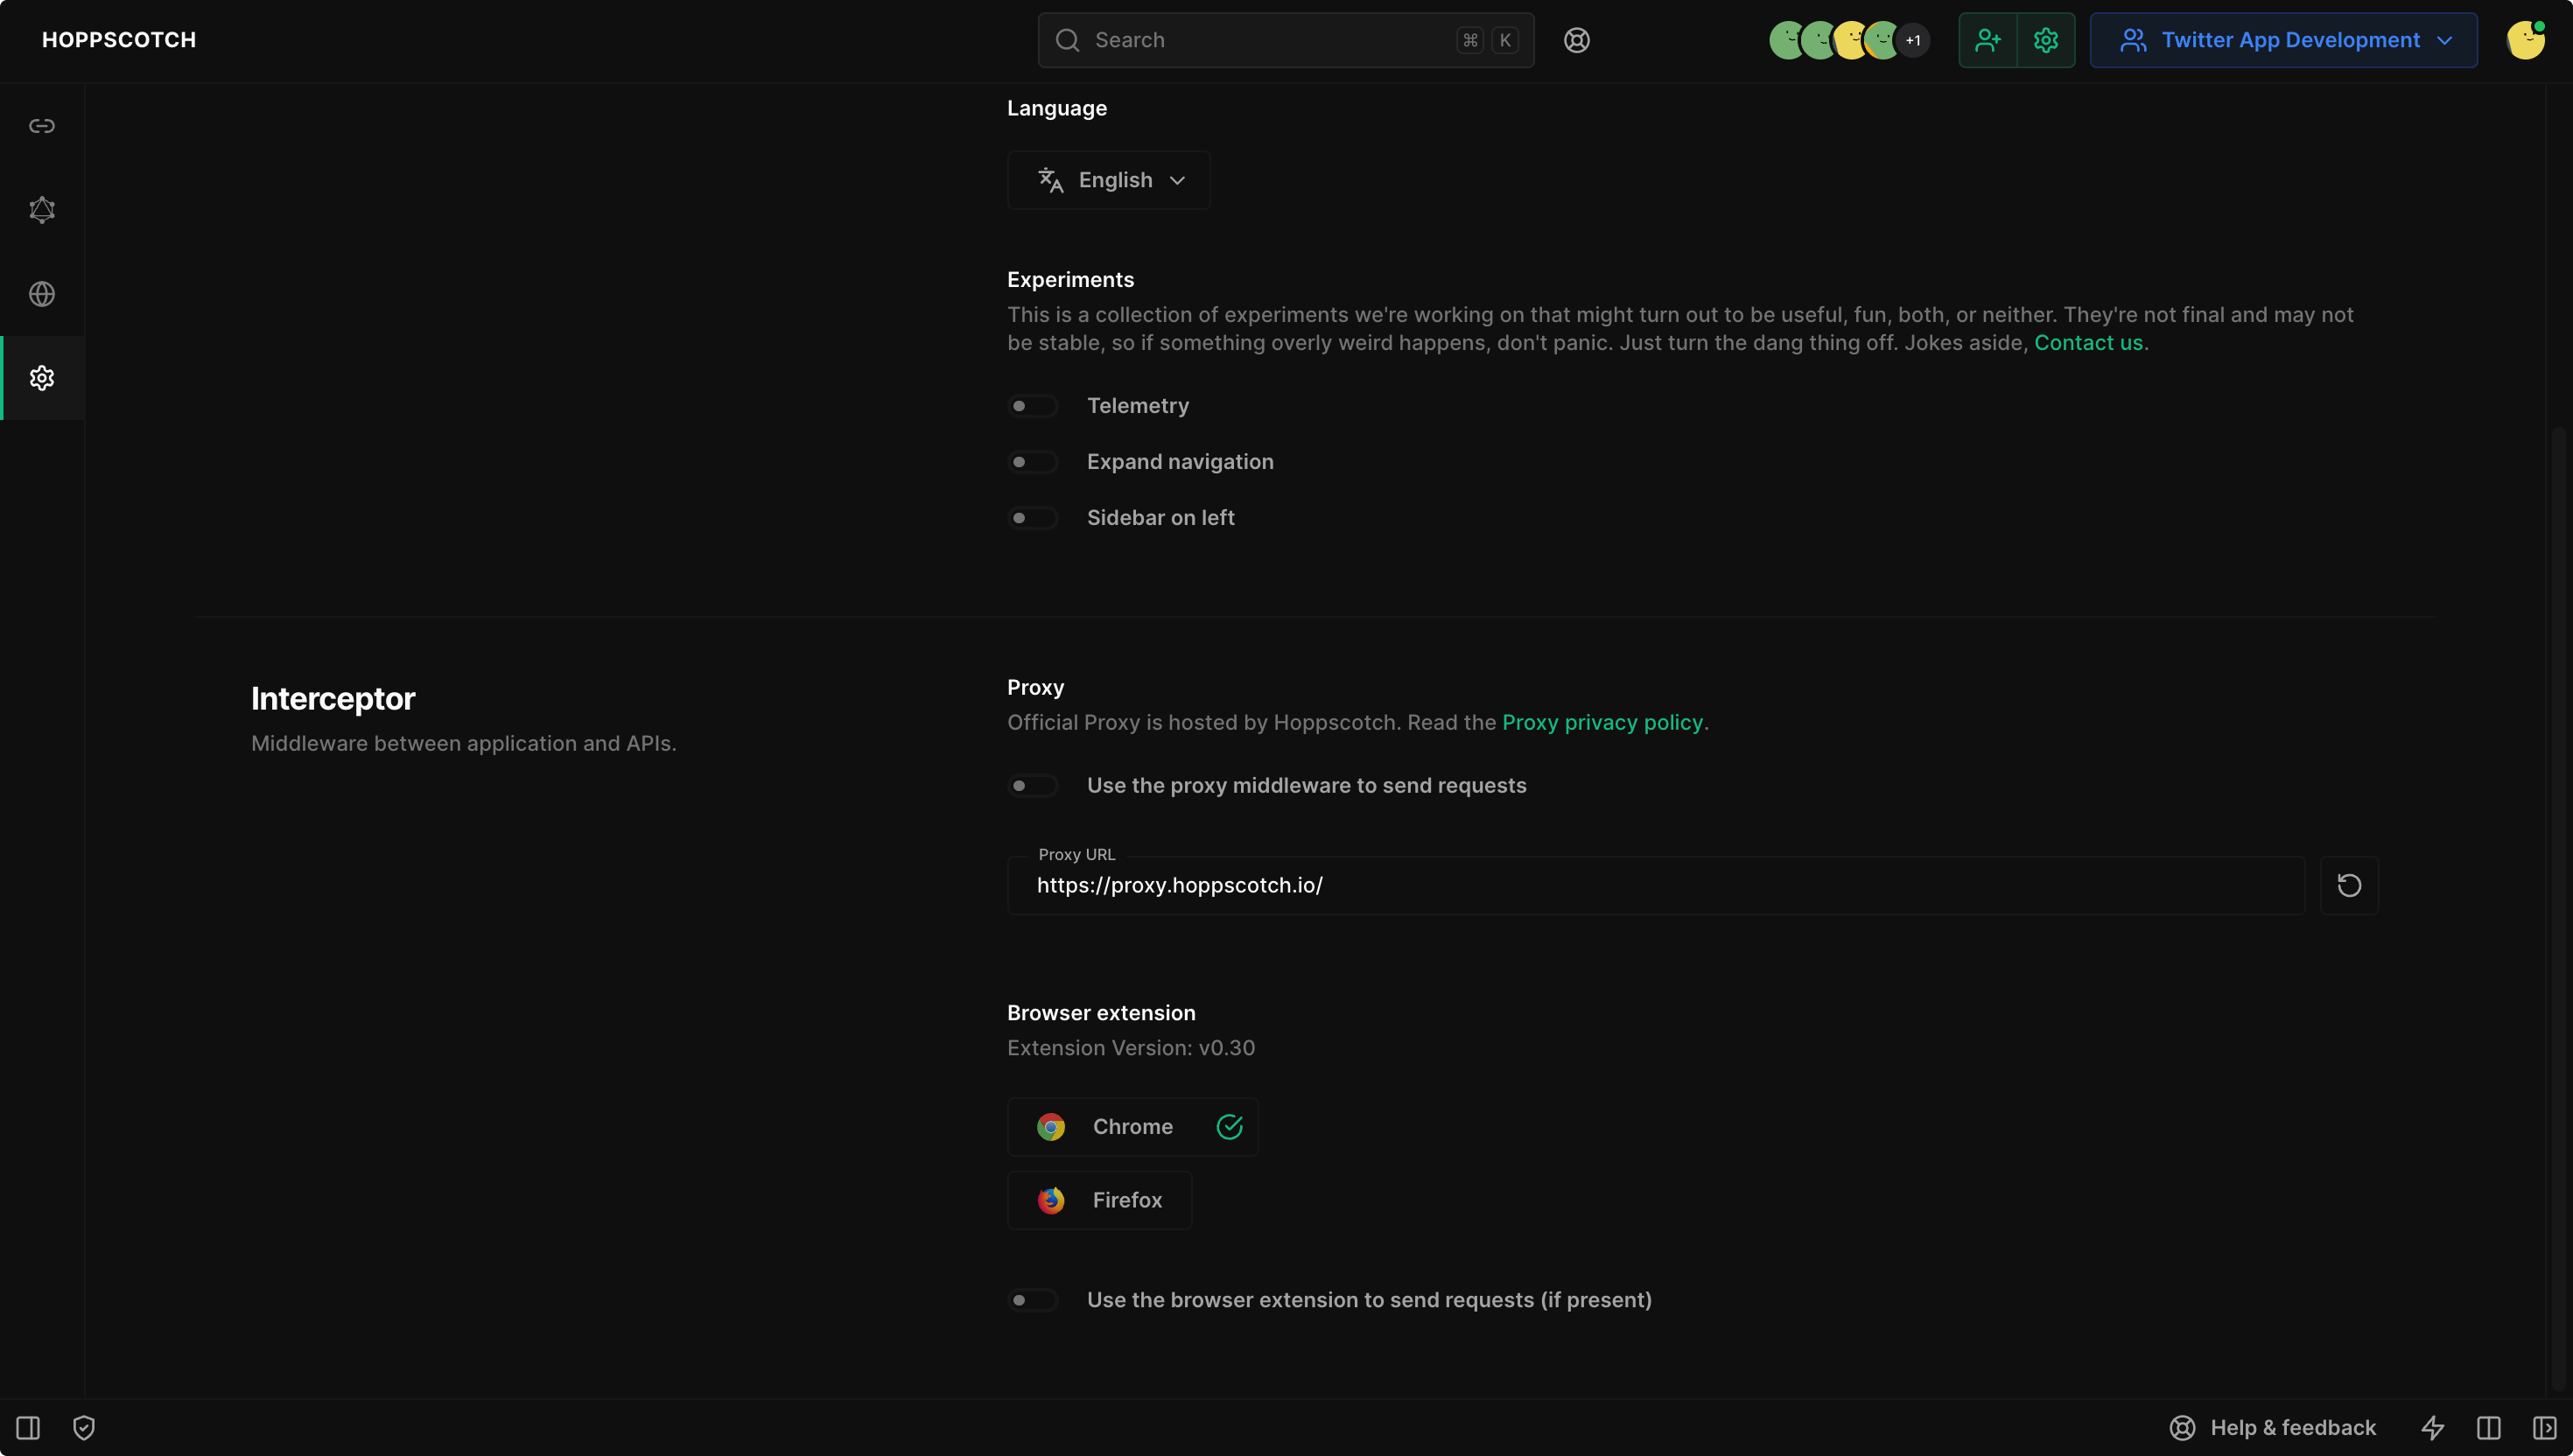 HOPPSCOTCH
Search
⌘ K
+1
Twitter App Development
Language
English
Experiments
This is a collection of experiments we're working on that might turn out to be useful, fun, both, or neither. They're not final and may not
be stable, so if something overly weird happens, don't panic. Just turn the dang thing off. Jokes aside, Contact us.
Telemetry
Expand navigation
Sidebar on left
Interceptor
Middleware between application and APIs.
Proxy
Official Proxy is hosted by Hoppscotch. Read the Proxy privacy policy.
Use the proxy middleware to send requests
Proxy URL
https://proxy.hoppscotch.io/
Browser extension
Extension Version: v0.30
Chrome
Firefox
Use the browser extension to send requests (if present)
Help & feedback